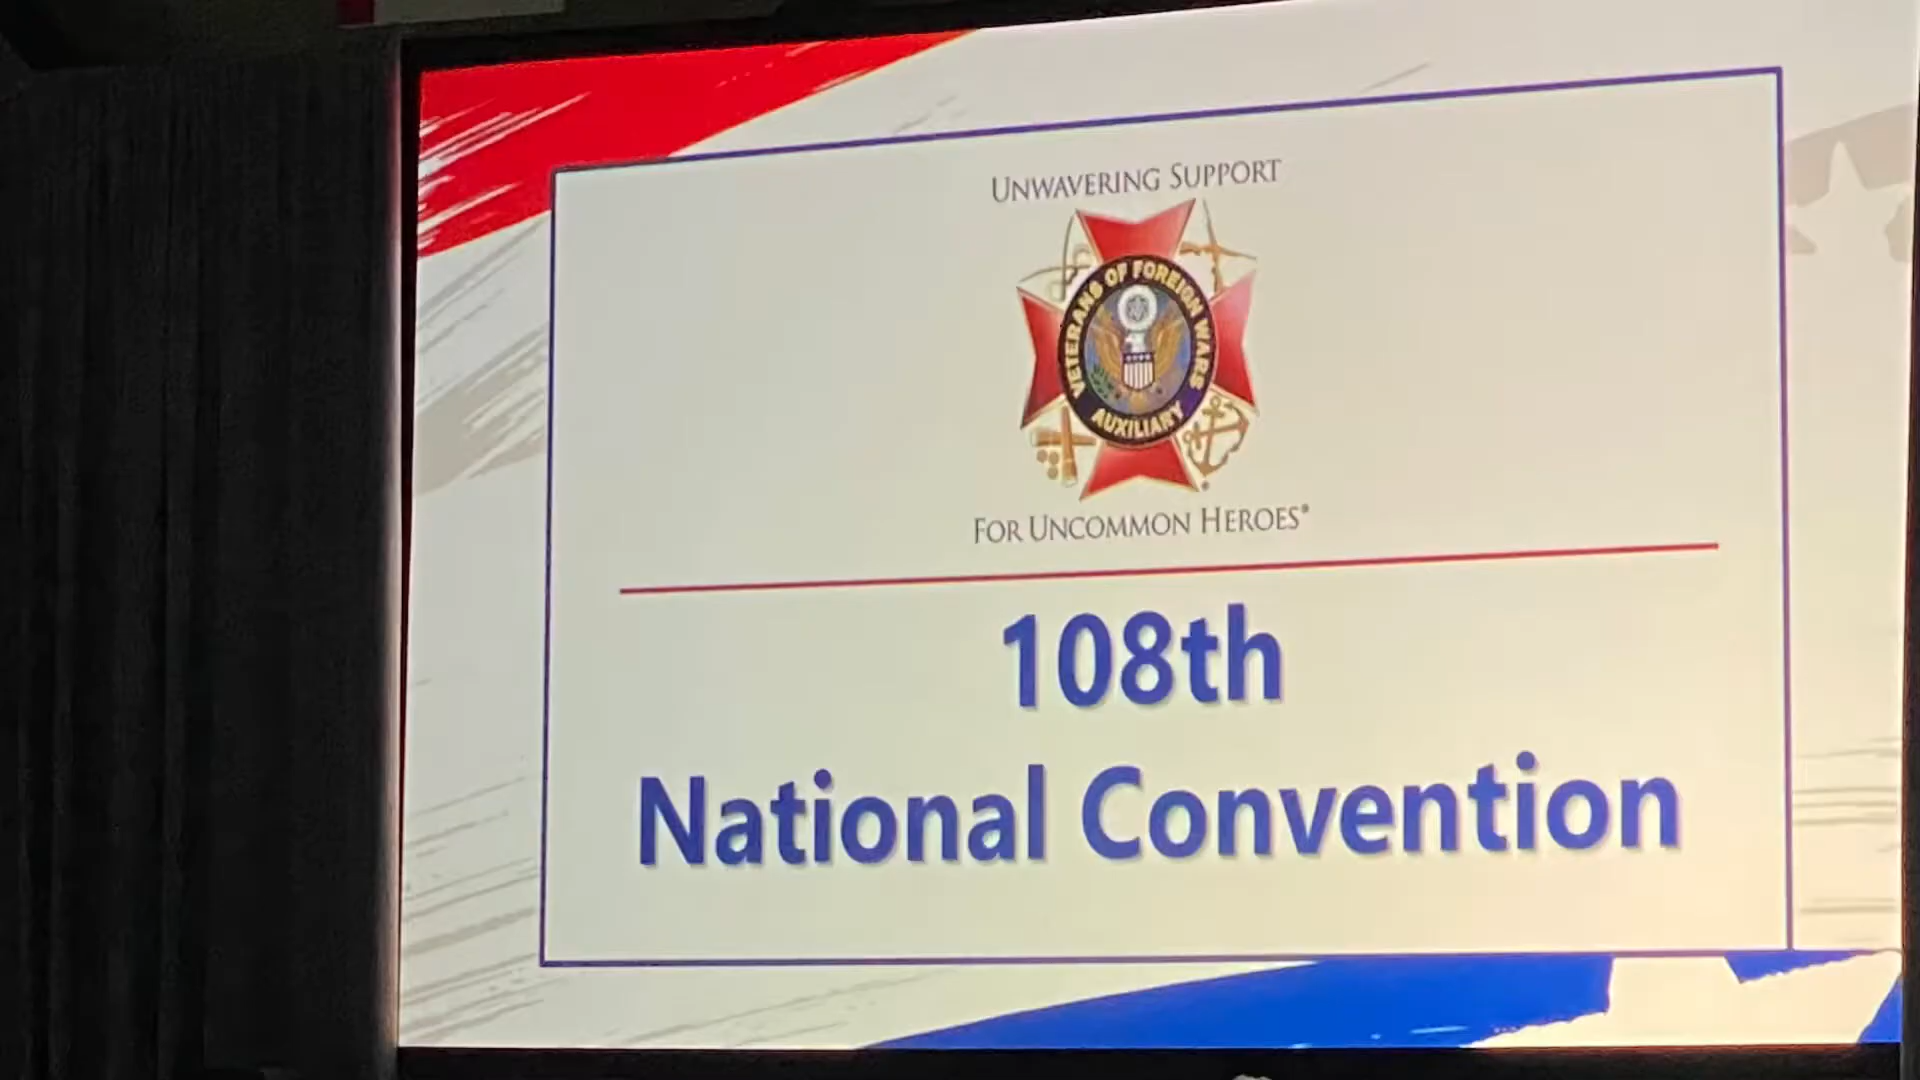 UNWAVERING SUPPORT
VETERANS OF FOREIGN WARS
AUXILIARY
FOR UNCOMMON HEROES®
108th
National Convention